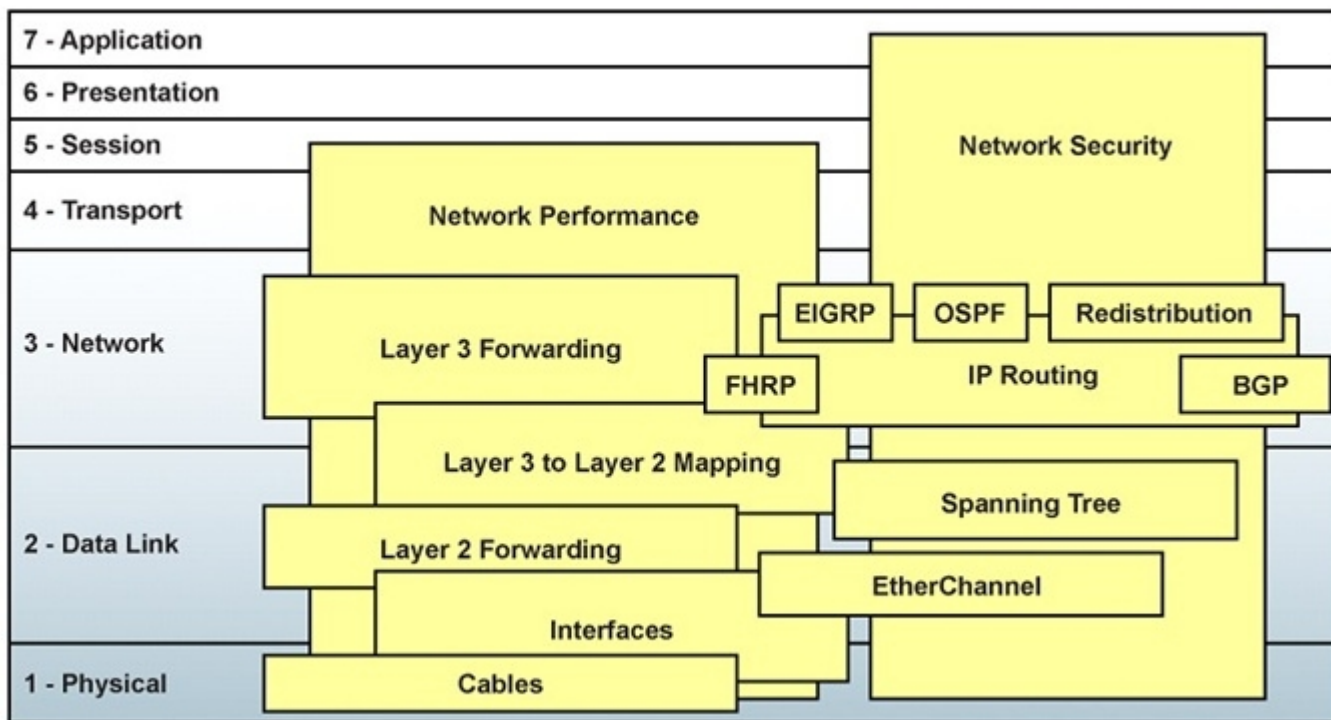 7 - Application
6 - Presentation
5 - Session
Network Security
4 - Transport
Network Performance
EIGRP
OSPF
Redistribution
3 - Network
Layer 3 Forwarding
IP Routing
FHRP
BGP
Layer 3 to Layer 2 Mapping
Spanning Tree
2 - Data Link
Layer 2 Forwarding
EtherChannel
Interfaces
1 - Physical
Cables